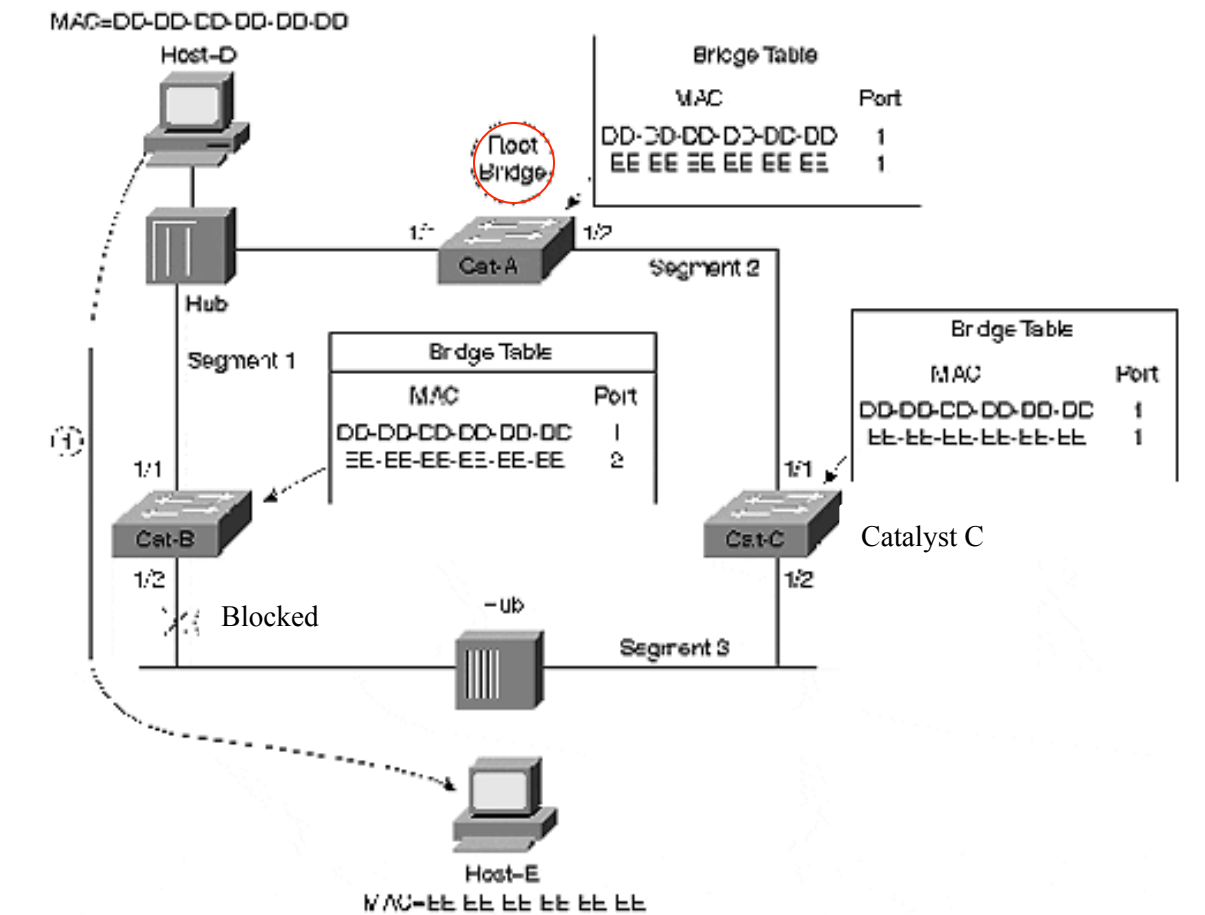 MAC=DD-DD-DD-DD-DD-DD
Host-D
Bridge Table
MAC Port
DD-DD-DD-DD-DD-DD 1
EE EE EE EE EE EE 1
Root
Bridge
1/1
1/2
Cat-A
Segment 2
Hub
Segment 1
Bridge Table
MAC Port
DD-DD-DD-DD-DD-DD 1
EE-EE-EE-EE-EE-EE 2
Bridge Table
MAC Port
DD-DD-DD-DD-DD-DD 1
EE-EE-EE-EE-EE-EE 1
1
1/1
Cat-B
1/2
Blocked
1/1
Cat-C
Catalyst C
1/2
Hub
Segment 3
Host-E
MAC=EE EE EE EE EE EE